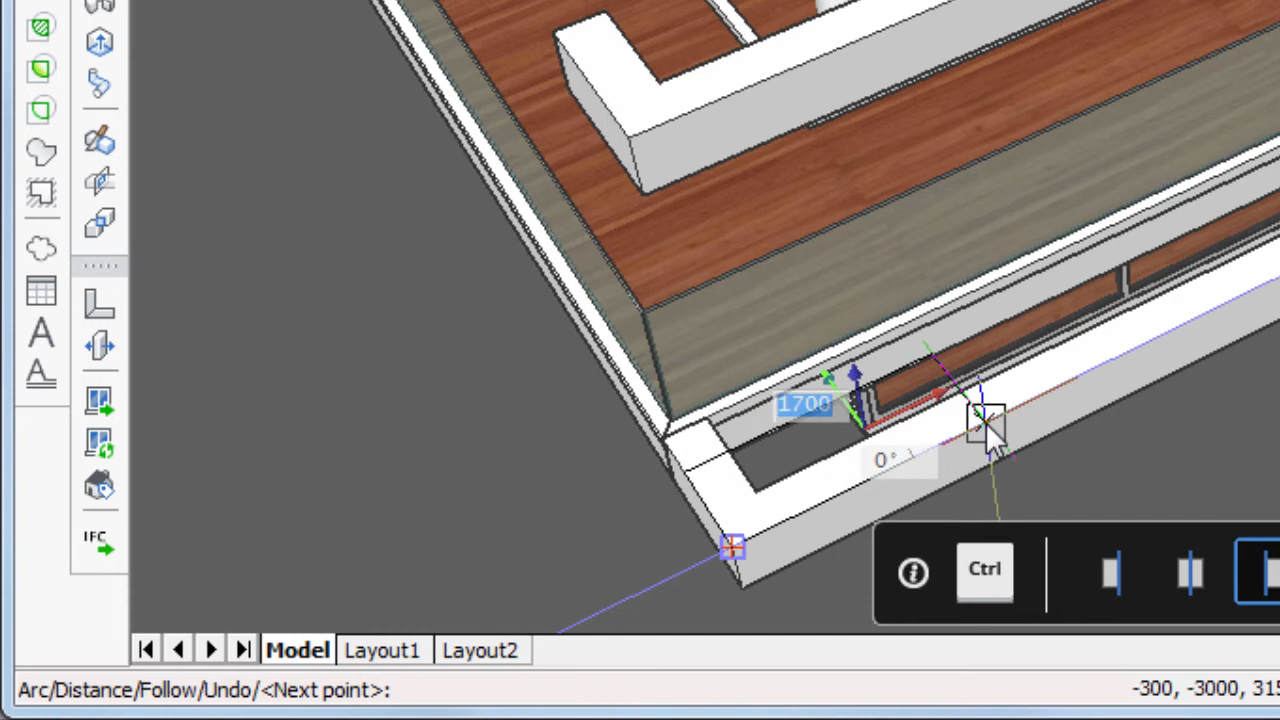 A
A
IFC
1700
0°
Ctrl
Model Layout1 Layout2
Arc/Distance/Follow/Undo/<Next point>: -300, -3000, 315